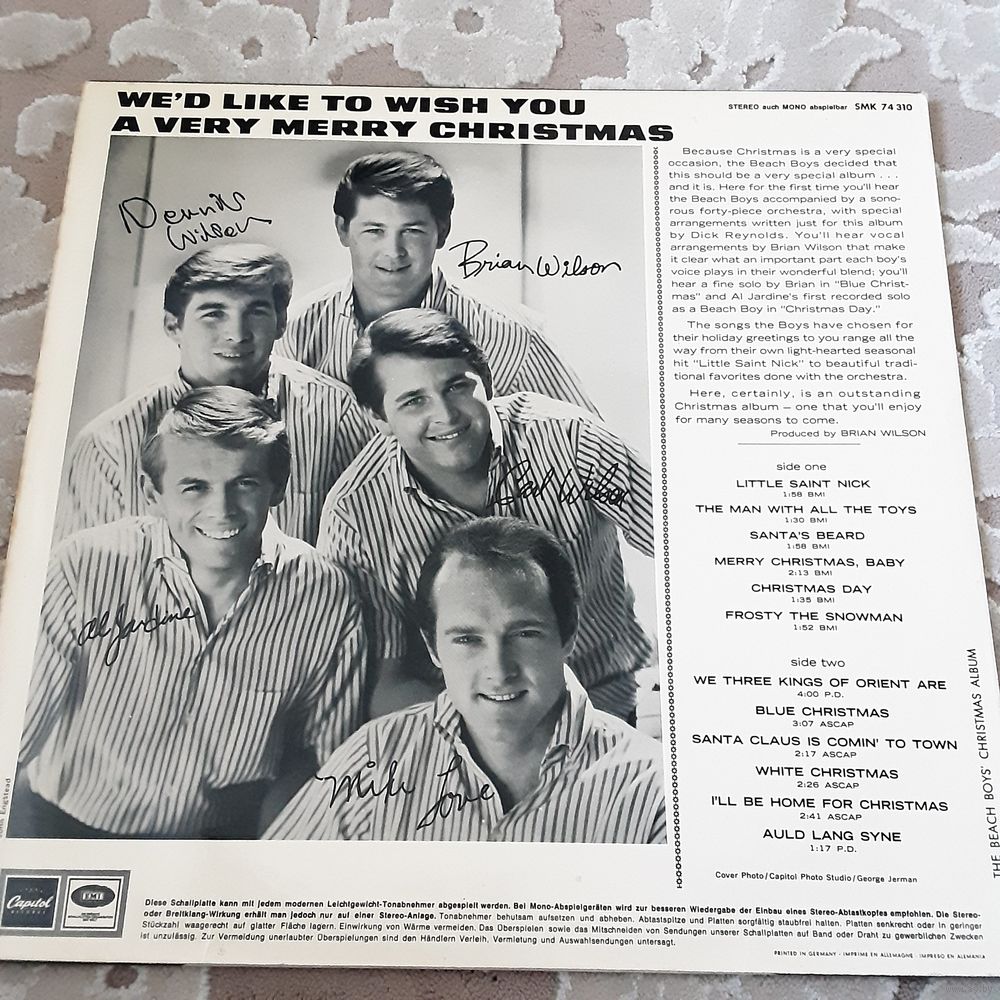 WE'D LIKE TO WISH YOU
A VERY MERRY CHRISTMAS
STEREO auch MONO abspielbar SMK 74 310
Dennis
Wilson
Brian Wilson
Carl Wilson
al Jardine
Mike Love
Because Christmas is a very special
occasion, the Beach Boys decided that
this should be a very special album . . .
and it is. Here for the first time you'll hear
the Beach Boys accompanied by a sono-
rous forty-piece orchestra, with special
arrangements written just for this album
by Dick Reynolds. You'll hear vocal
arrangements by Brian Wilson that make
it clear what an important part each boy's
voice plays in their wonderful blend; you'll
hear a fine solo by Brian in "Blue Christ-
mas" and Al Jardine's first recorded solo
as a Beach Boy in "Christmas Day."
The songs the Boys have chosen for
their holiday greetings to you range all the
way from their own light-hearted seasonal
hit "Little Saint Nick" to beautiful tradi-
tional favorites done with the orchestra.
Here, certainly, is an outstanding
Christmas album – one that you'll enjoy
for many seasons to come.
Produced by BRIAN WILSON
side one
LITTLE SAINT NICK
1:58 BMI
THE MAN WITH ALL THE TOYS
1:30 BMI
SANTA'S BEARD
1:58 BMI
MERRY CHRISTMAS, BABY
2:13 BMI
CHRISTMAS DAY
1:35 BMI
FROSTY THE SNOWMAN
1:52 BMI
side two
WE THREE KINGS OF ORIENT ARE
4:00 P.D.
BLUE CHRISTMAS
3:07 ASCAP
SANTA CLAUS IS COMIN' TO TOWN
2:17 ASCAP
WHITE CHRISTMAS
2:26 ASCAP
I'LL BE HOME FOR CHRISTMAS
2:41 ASCAP
AULD LANG SYNE
1:17 P.D.
Cover Photo/Capitol Photo Studio/George Jerman
THE BEACH BOYS' CHRISTMAS ALBUM
Engstead
Capitol
RECORDS
EMI
Diese Schallplatte kann mit jedem modernen Leichtgewicht-Tonabnehmer abgespielt werden. Bei Mono-Abspielgeräten wird zur besseren Wiedergabe der Einbau eines Stereo-Abtastkopfes empfohlen. Die Stereo-
oder Breitklang-Wirkung erhält man jedoch nur auf einer Stereo-Anlage. Tonabnehmer behutsam aufsetzen und abheben. Abtastspitze und Platten sorgfältig staubfrei halten. Platten senkrecht oder in geringer
Stückzahl waagerecht auf glatter Fläche lagern. Einwirkung von Wärme vermeiden. Das Überspielen sowie das Mitschneiden von Sendungen unserer Schallplatten auf Band oder Draht zu gewerblichen Zwecken
ist unzulässig. Zur Vermeidung unerlaubter Überspielungen sind den Händlern Verleih, Vermietung und Auswahlsendungen untersagt.
PRINTED IN GERMANY · IMPRIMÉ EN ALLEMAGNE · IMPRESO EN ALEMANIA